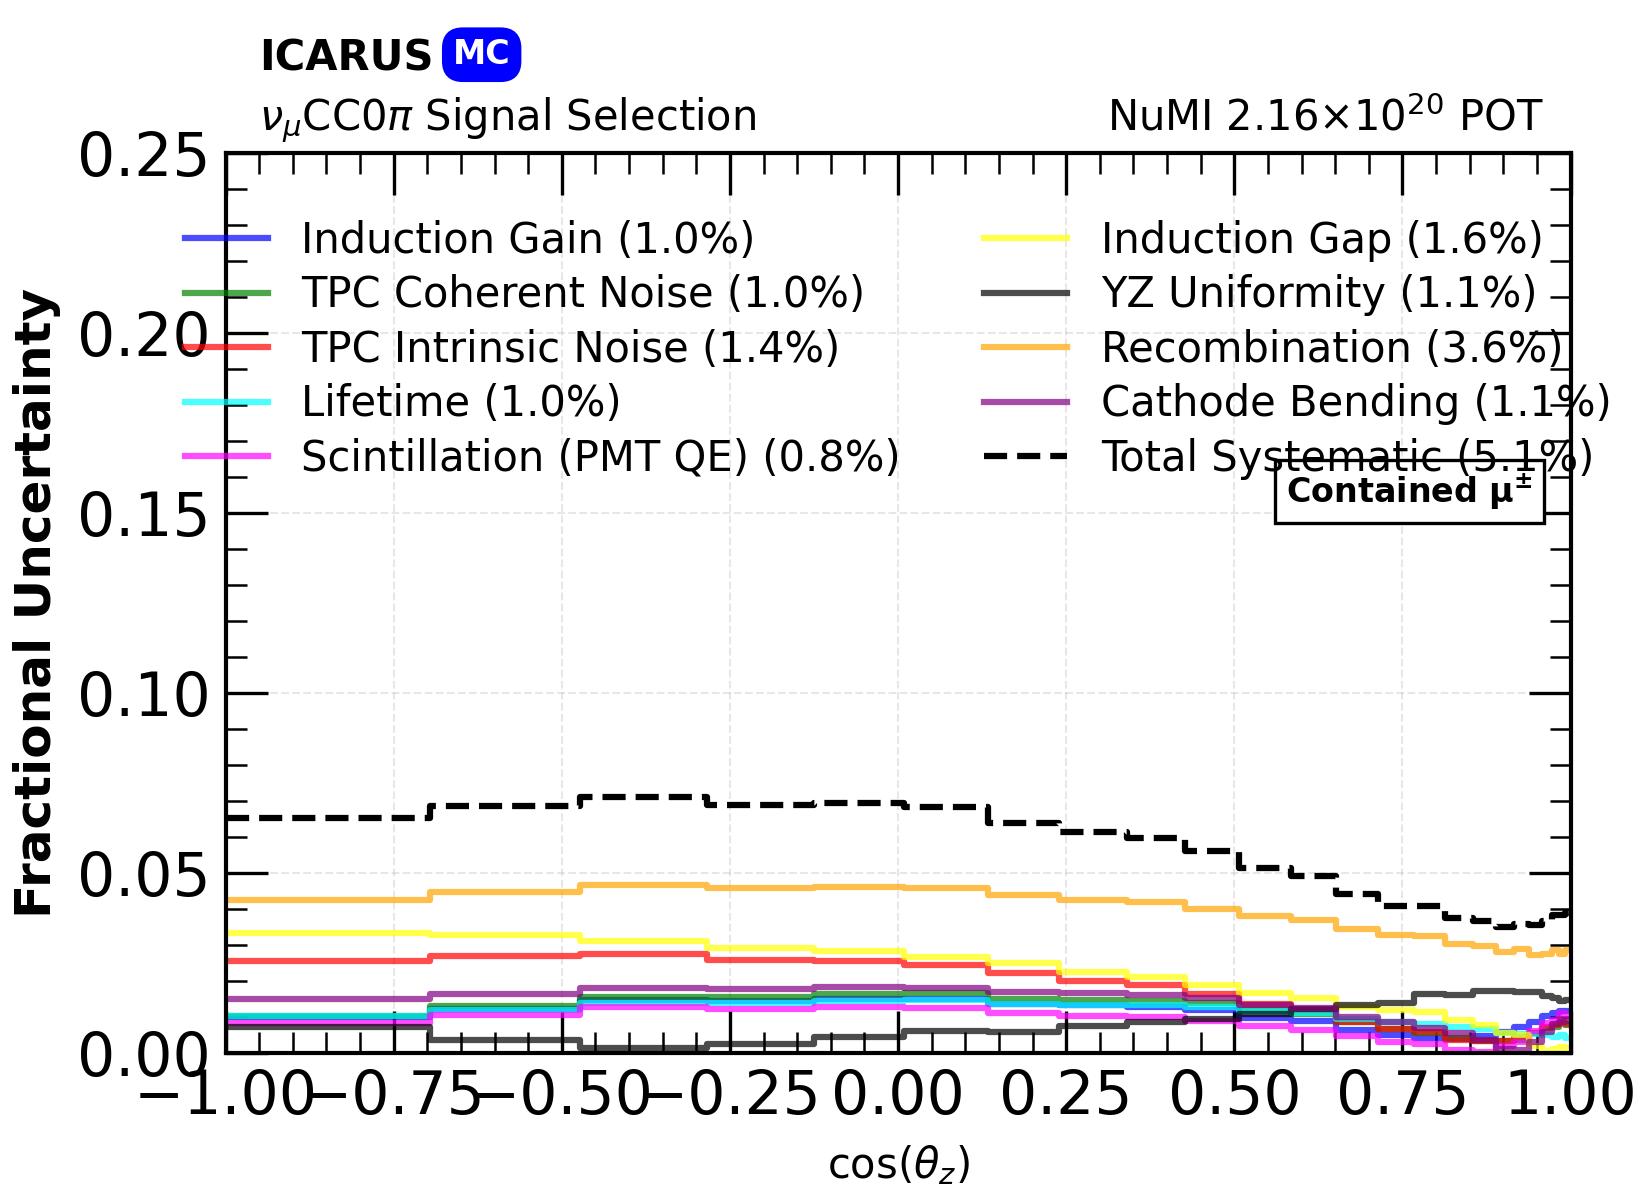 ICARUS MC
νμCC0π Signal Selection
NuMI 2.16×10²⁰ POT
Fractional Uncertainty
0.25
0.20
0.15
0.10
0.05
0.00
Induction Gain (1.0%)
TPC Coherent Noise (1.0%)
TPC Intrinsic Noise (1.4%)
Lifetime (1.0%)
Scintillation (PMT QE) (0.8%)
Induction Gap (1.6%)
YZ Uniformity (1.1%)
Recombination (3.6%)
Cathode Bending (1.1%)
Total Systematic (5.1%)
Contained μ±
−1.00 −0.75 −0.50 −0.25 0.00 0.25 0.50 0.75 1.00
cos(θz)